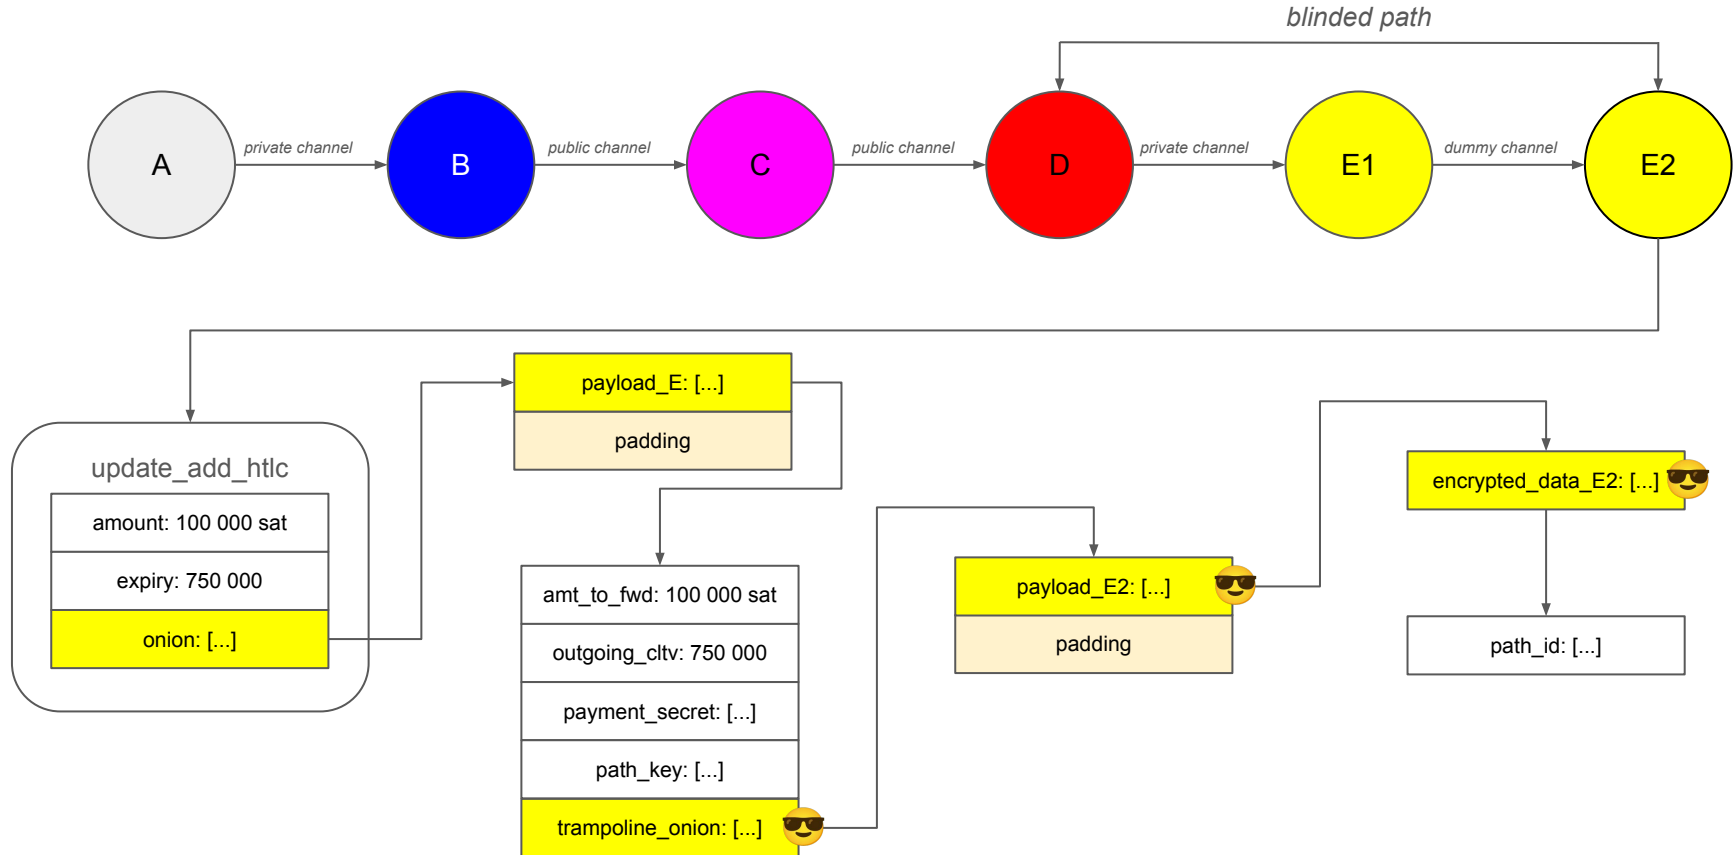 blinded path
A
private channel
B
public channel
C
public channel
D
private channel
E1
dummy channel
E2
update_add_htlc
amount: 100 000 sat
expiry: 750 000
onion: [...]
payload_E: [...]
padding
amt_to_fwd: 100 000 sat
outgoing_cltv: 750 000
payment_secret: [...]
path_key: [...]
trampoline_onion: [...]
payload_E2: [...]
padding
encrypted_data_E2: [...]
path_id: [...]